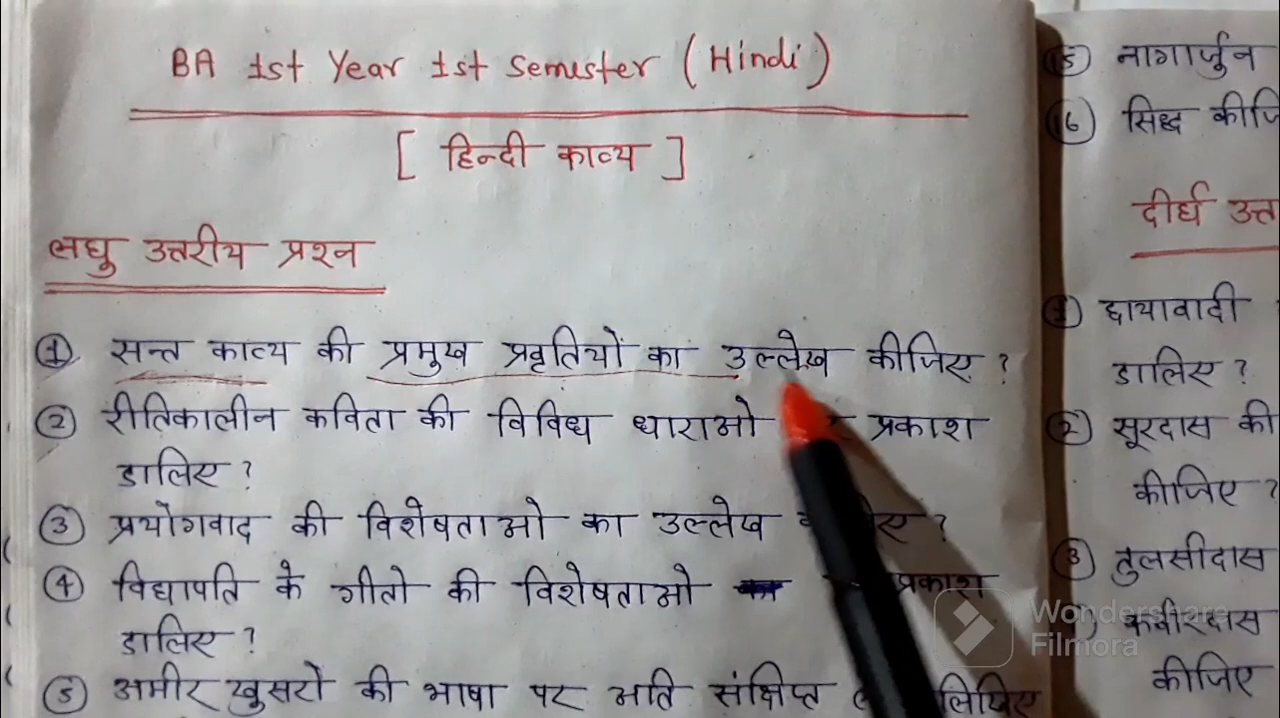 BA 1st Year 1st Semester (Hindi)
[ हिन्दी काव्य ]
लघु उत्तरीय प्रश्न
① सन्त काव्य की प्रमुख प्रवृतियों का उल्लेख कीजिए ?
② रीतिकालीन कविता की विविध धाराओ प्रकाश
डालिए ?
③ प्रयोगवाद की विशेषताओ का उल्लेख ?
④ विद्यापति के गीतो की विशेषताओ प्रकाश
डालिए ?
⑤ अमीर खुसरो की भाषा पर अति संक्षिप्त लिखिए
⑮ नागार्जुन
⑯ सिद्ध
दीर्घ
① छायावादी
डालिए ?
② सूरदास की
कीजिए ?
③ तुलसीदास
कबीरदास
कीजिए
Wondershare
Filmora